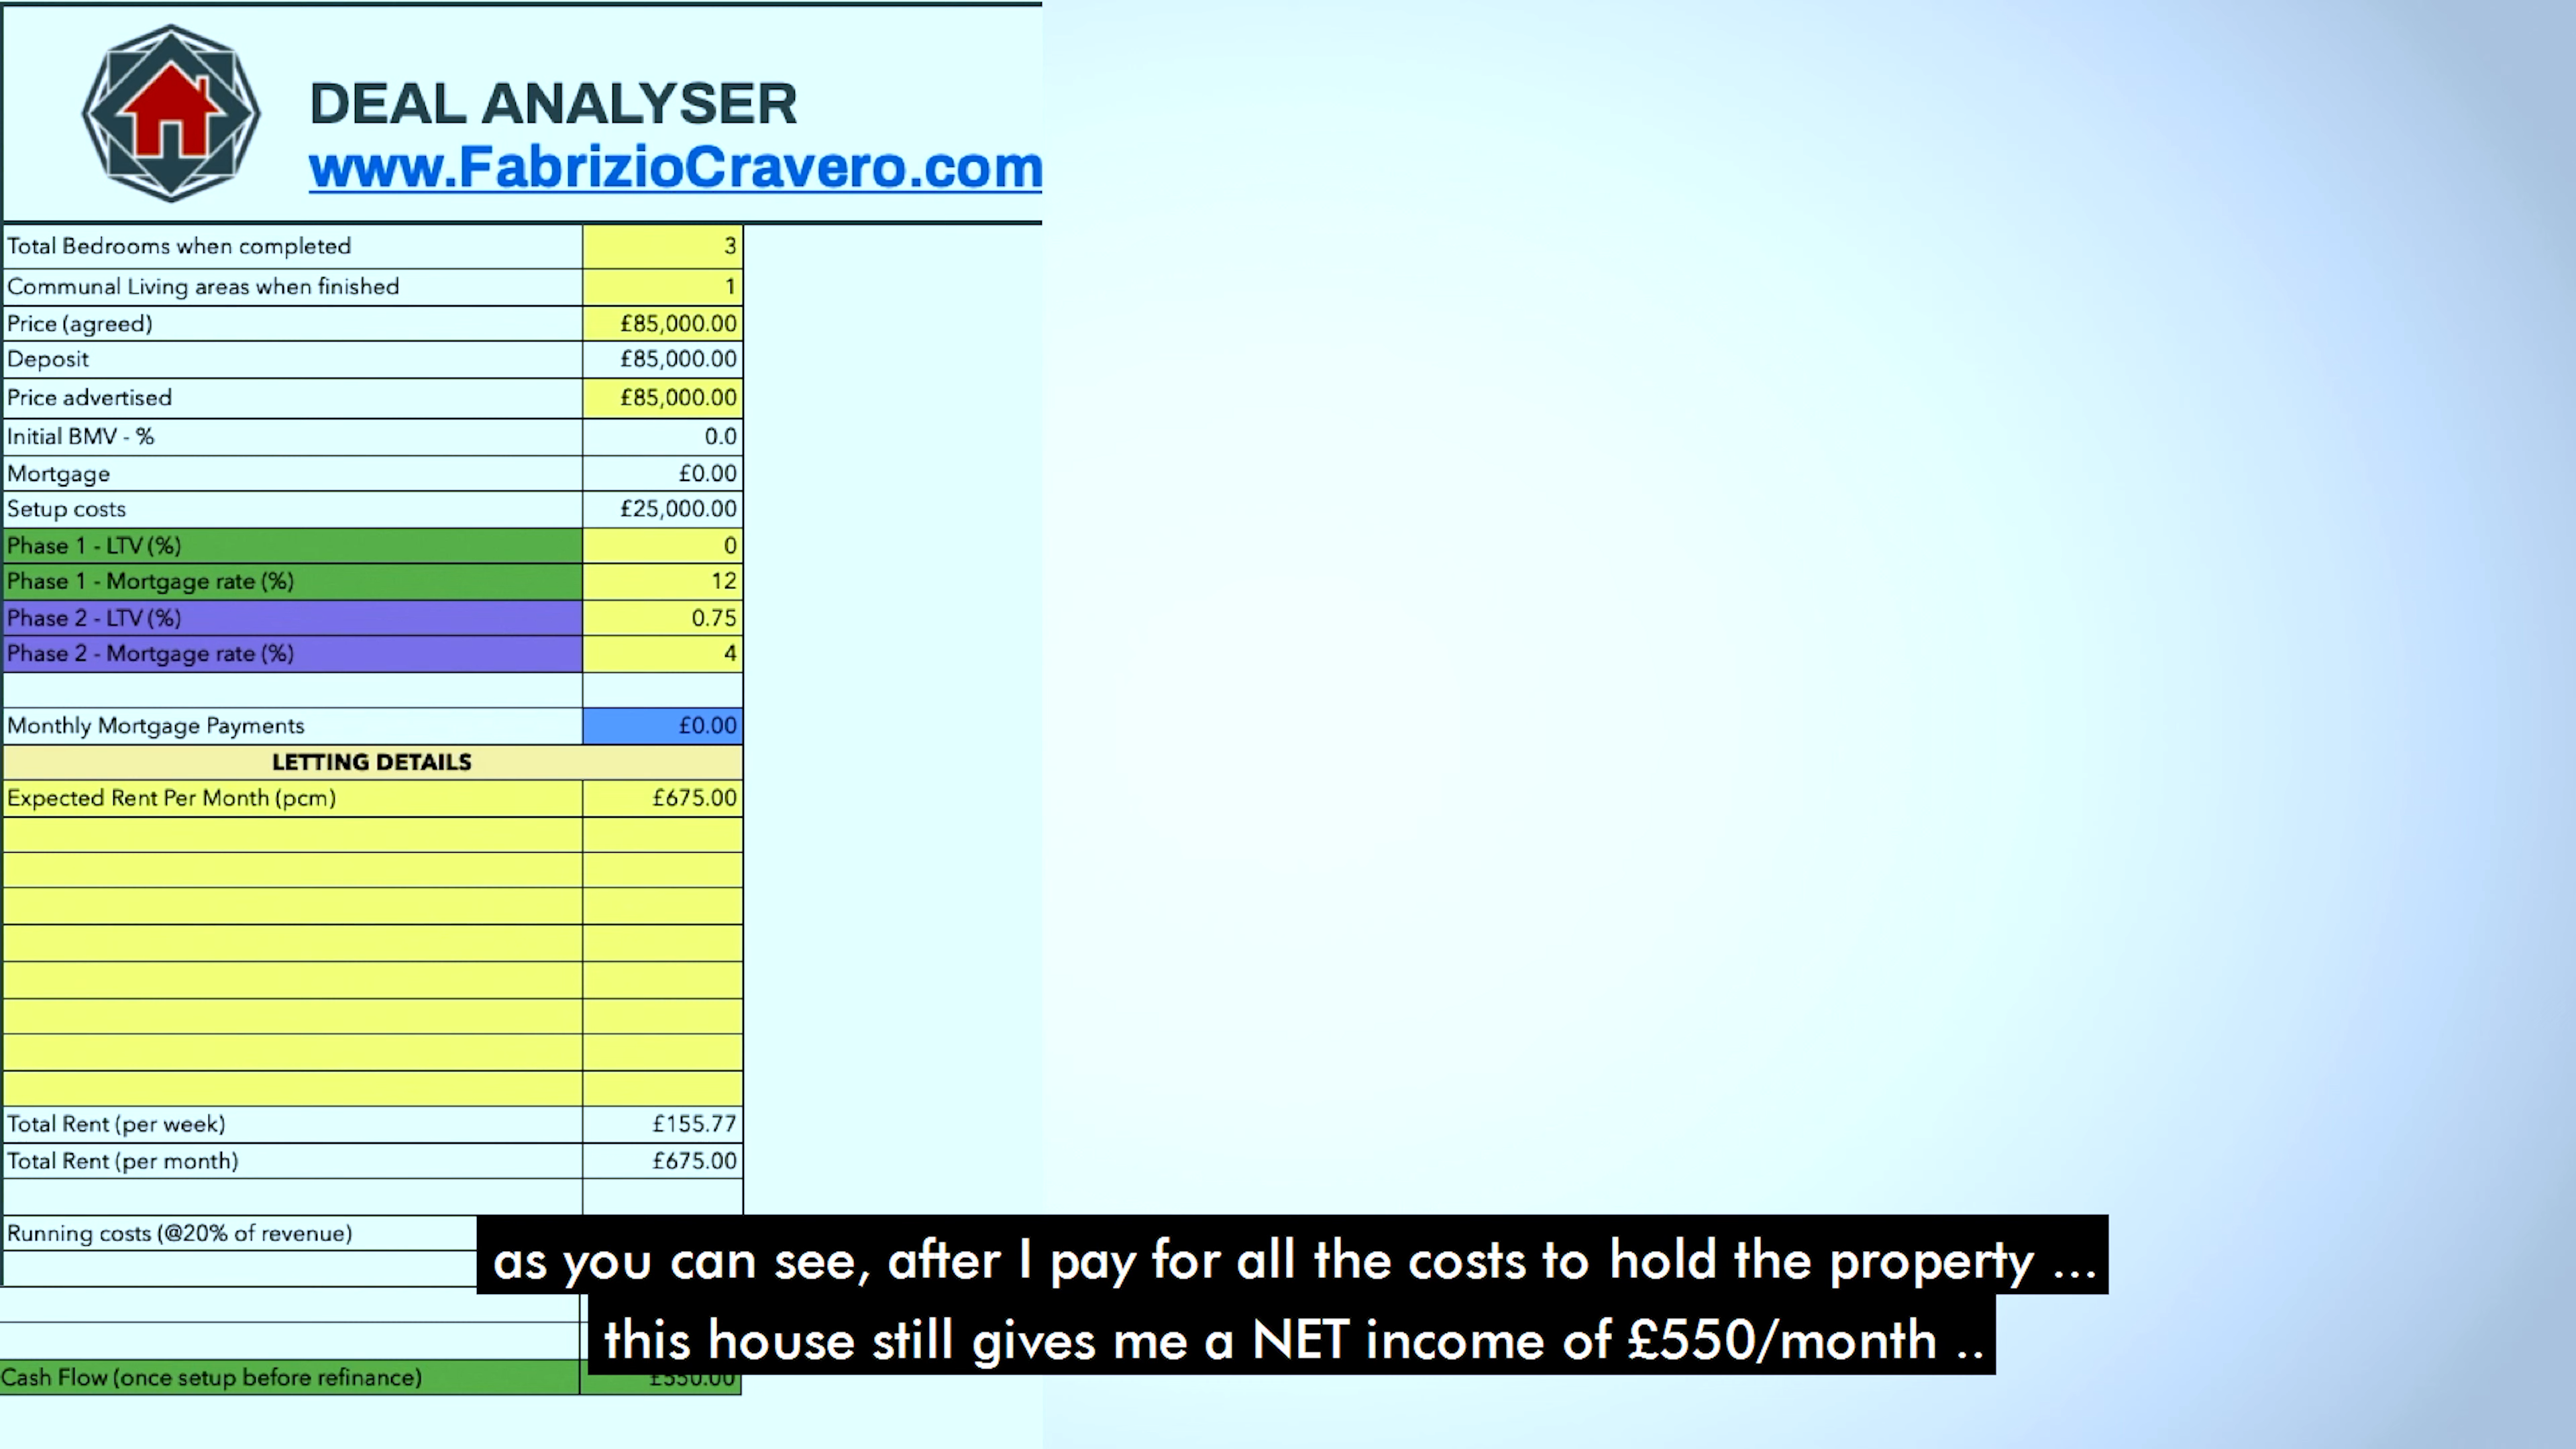 DEAL ANALYSER
www.FabrizioCravero.com
Total Bedrooms when completed 3
Communal Living areas when finished 1
Price (agreed) £85,000.00
Deposit £85,000.00
Price advertised £85,000.00
Initial BMV - % 0.0
Mortgage £0.00
Setup costs £25,000.00
Phase 1 - LTV (%) 0
Phase 1 - Mortgage rate (%) 12
Phase 2 - LTV (%) 0.75
Phase 2 - Mortgage rate (%) 4
Monthly Mortgage Payments £0.00
LETTING DETAILS
Expected Rent Per Month (pcm) £675.00
Total Rent (per week) £155.77
Total Rent (per month) £675.00
Running costs (@20% of revenue)
as you can see, after I pay for all the costs to hold the property ...
this house still gives me a NET income of £550/month ..
Cash Flow (once setup before refinance) £550.00